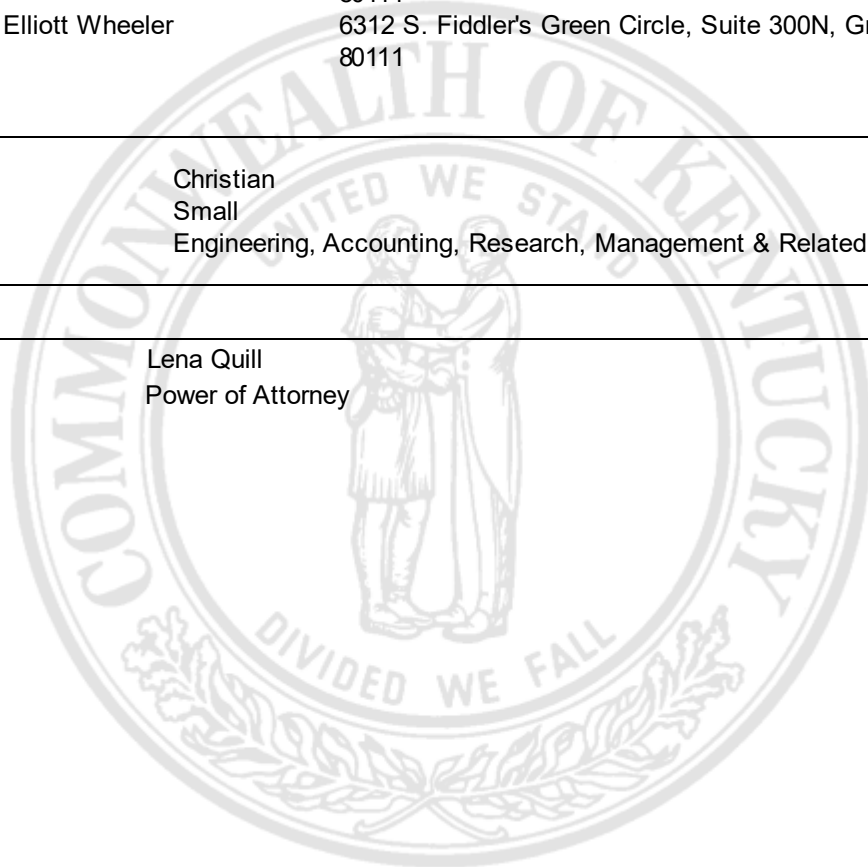 Elliott Wheeler 6312 S. Fiddler's Green Circle, Suite 300N,
80111
Christian
Small
Engineering, Accounting, Research, Management & Related
Lena Quill
Power of Attorney
COMMONWEALTH OF KENTUCKY
UNITED WE STAND
DIVIDED WE FALL